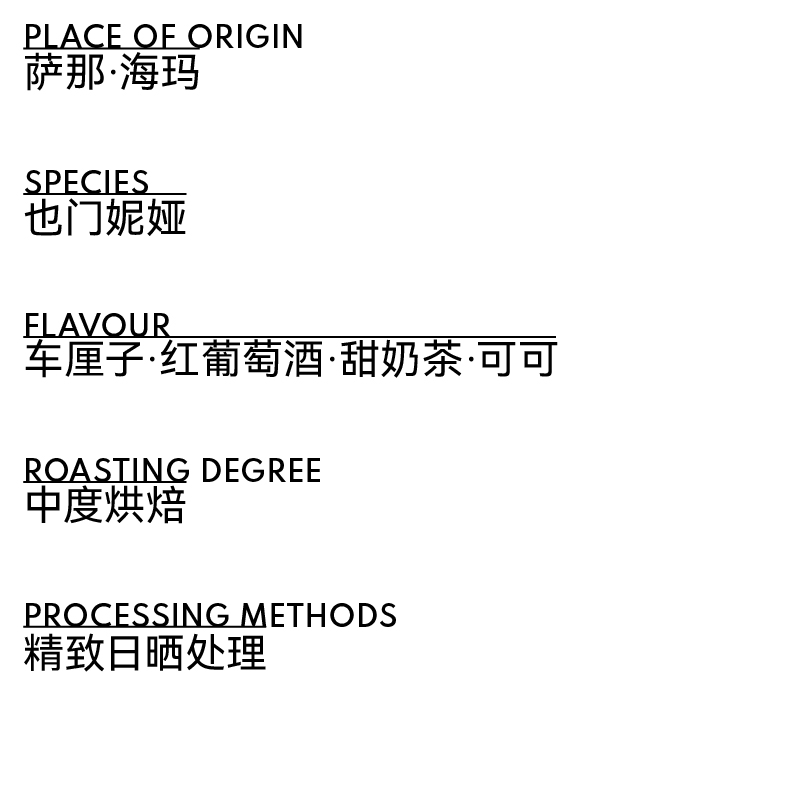 PLACE OF ORIGIN
萨那·海玛
SPECIES
也门妮娅
FLAVOUR
车厘子·红葡萄酒·甜奶茶·可可
ROASTING DEGREE
中度烘焙
PROCESSING METHODS
精致日晒处理